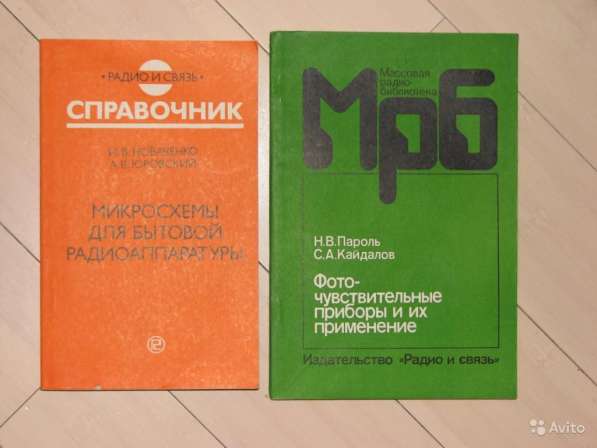 • РАДИО И СВЯЗЬ •
СПРАВОЧНИК
И.В. НОВАЧЕНКО
А.В. ЮРОВСКИЙ
МИКРОСХЕМЫ
ДЛЯ БЫТОВОЙ
РАДИОАППАРАТУРЫ
Массовая
радио-
библиотека
Мрб
Н.В.Пароль
С.А.Кайдалов
Фото-
чувствительные
приборы и их
применение
Издательство «Радио и связь»
Avito